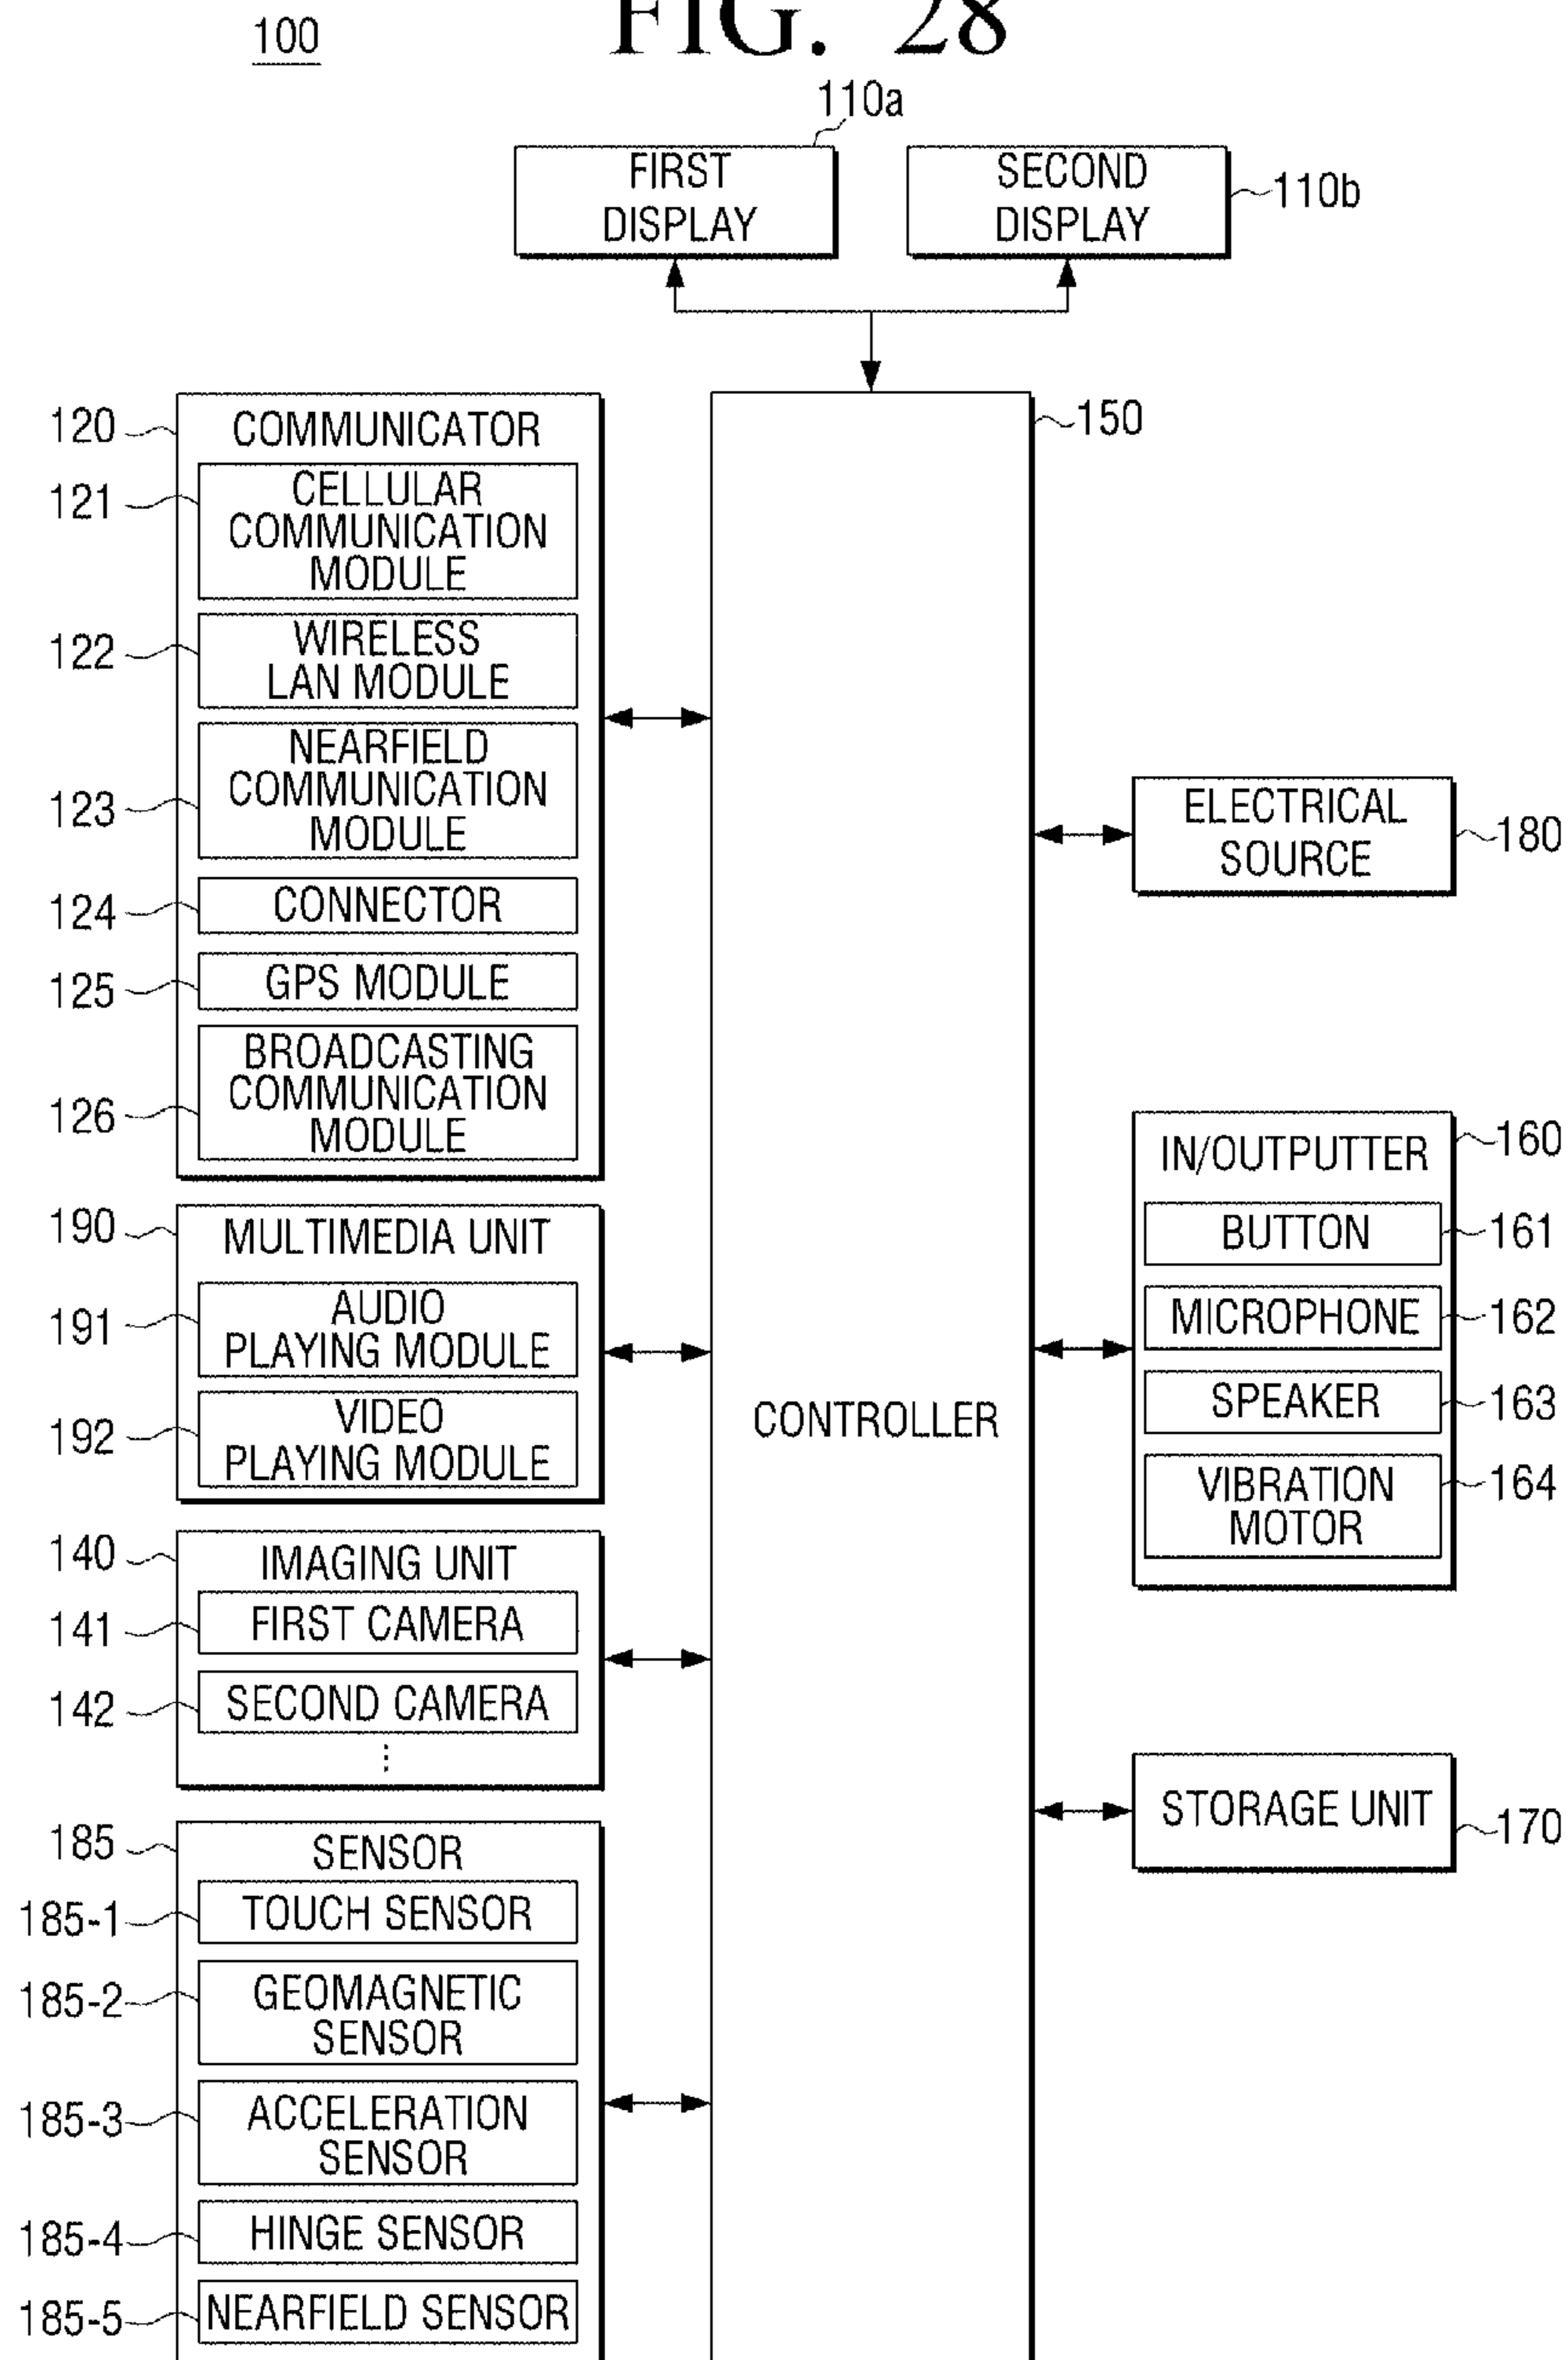 FIG. 28
100
110a
FIRST
DISPLAY
SECOND
DISPLAY
110b
120
COMMUNICATOR
121
CELLULAR
COMMUNICATION
MODULE
122
WIRELESS
LAN MODULE
123
NEARFIELD
COMMUNICATION
MODULE
124
CONNECTOR
125
GPS MODULE
126
BROADCASTING
COMMUNICATION
MODULE
190
MULTIMEDIA UNIT
191
AUDIO
PLAYING MODULE
192
VIDEO
PLAYING MODULE
140
IMAGING UNIT
141
FIRST CAMERA
142
SECOND CAMERA
⋮
185
SENSOR
185-1
TOUCH SENSOR
185-2
GEOMAGNETIC
SENSOR
185-3
ACCELERATION
SENSOR
185-4
HINGE SENSOR
185-5
NEARFIELD SENSOR
150
CONTROLLER
ELECTRICAL
SOURCE
180
160
IN/OUTPUTTER
BUTTON
161
MICROPHONE
162
SPEAKER
163
VIBRATION
MOTOR
164
STORAGE UNIT
170